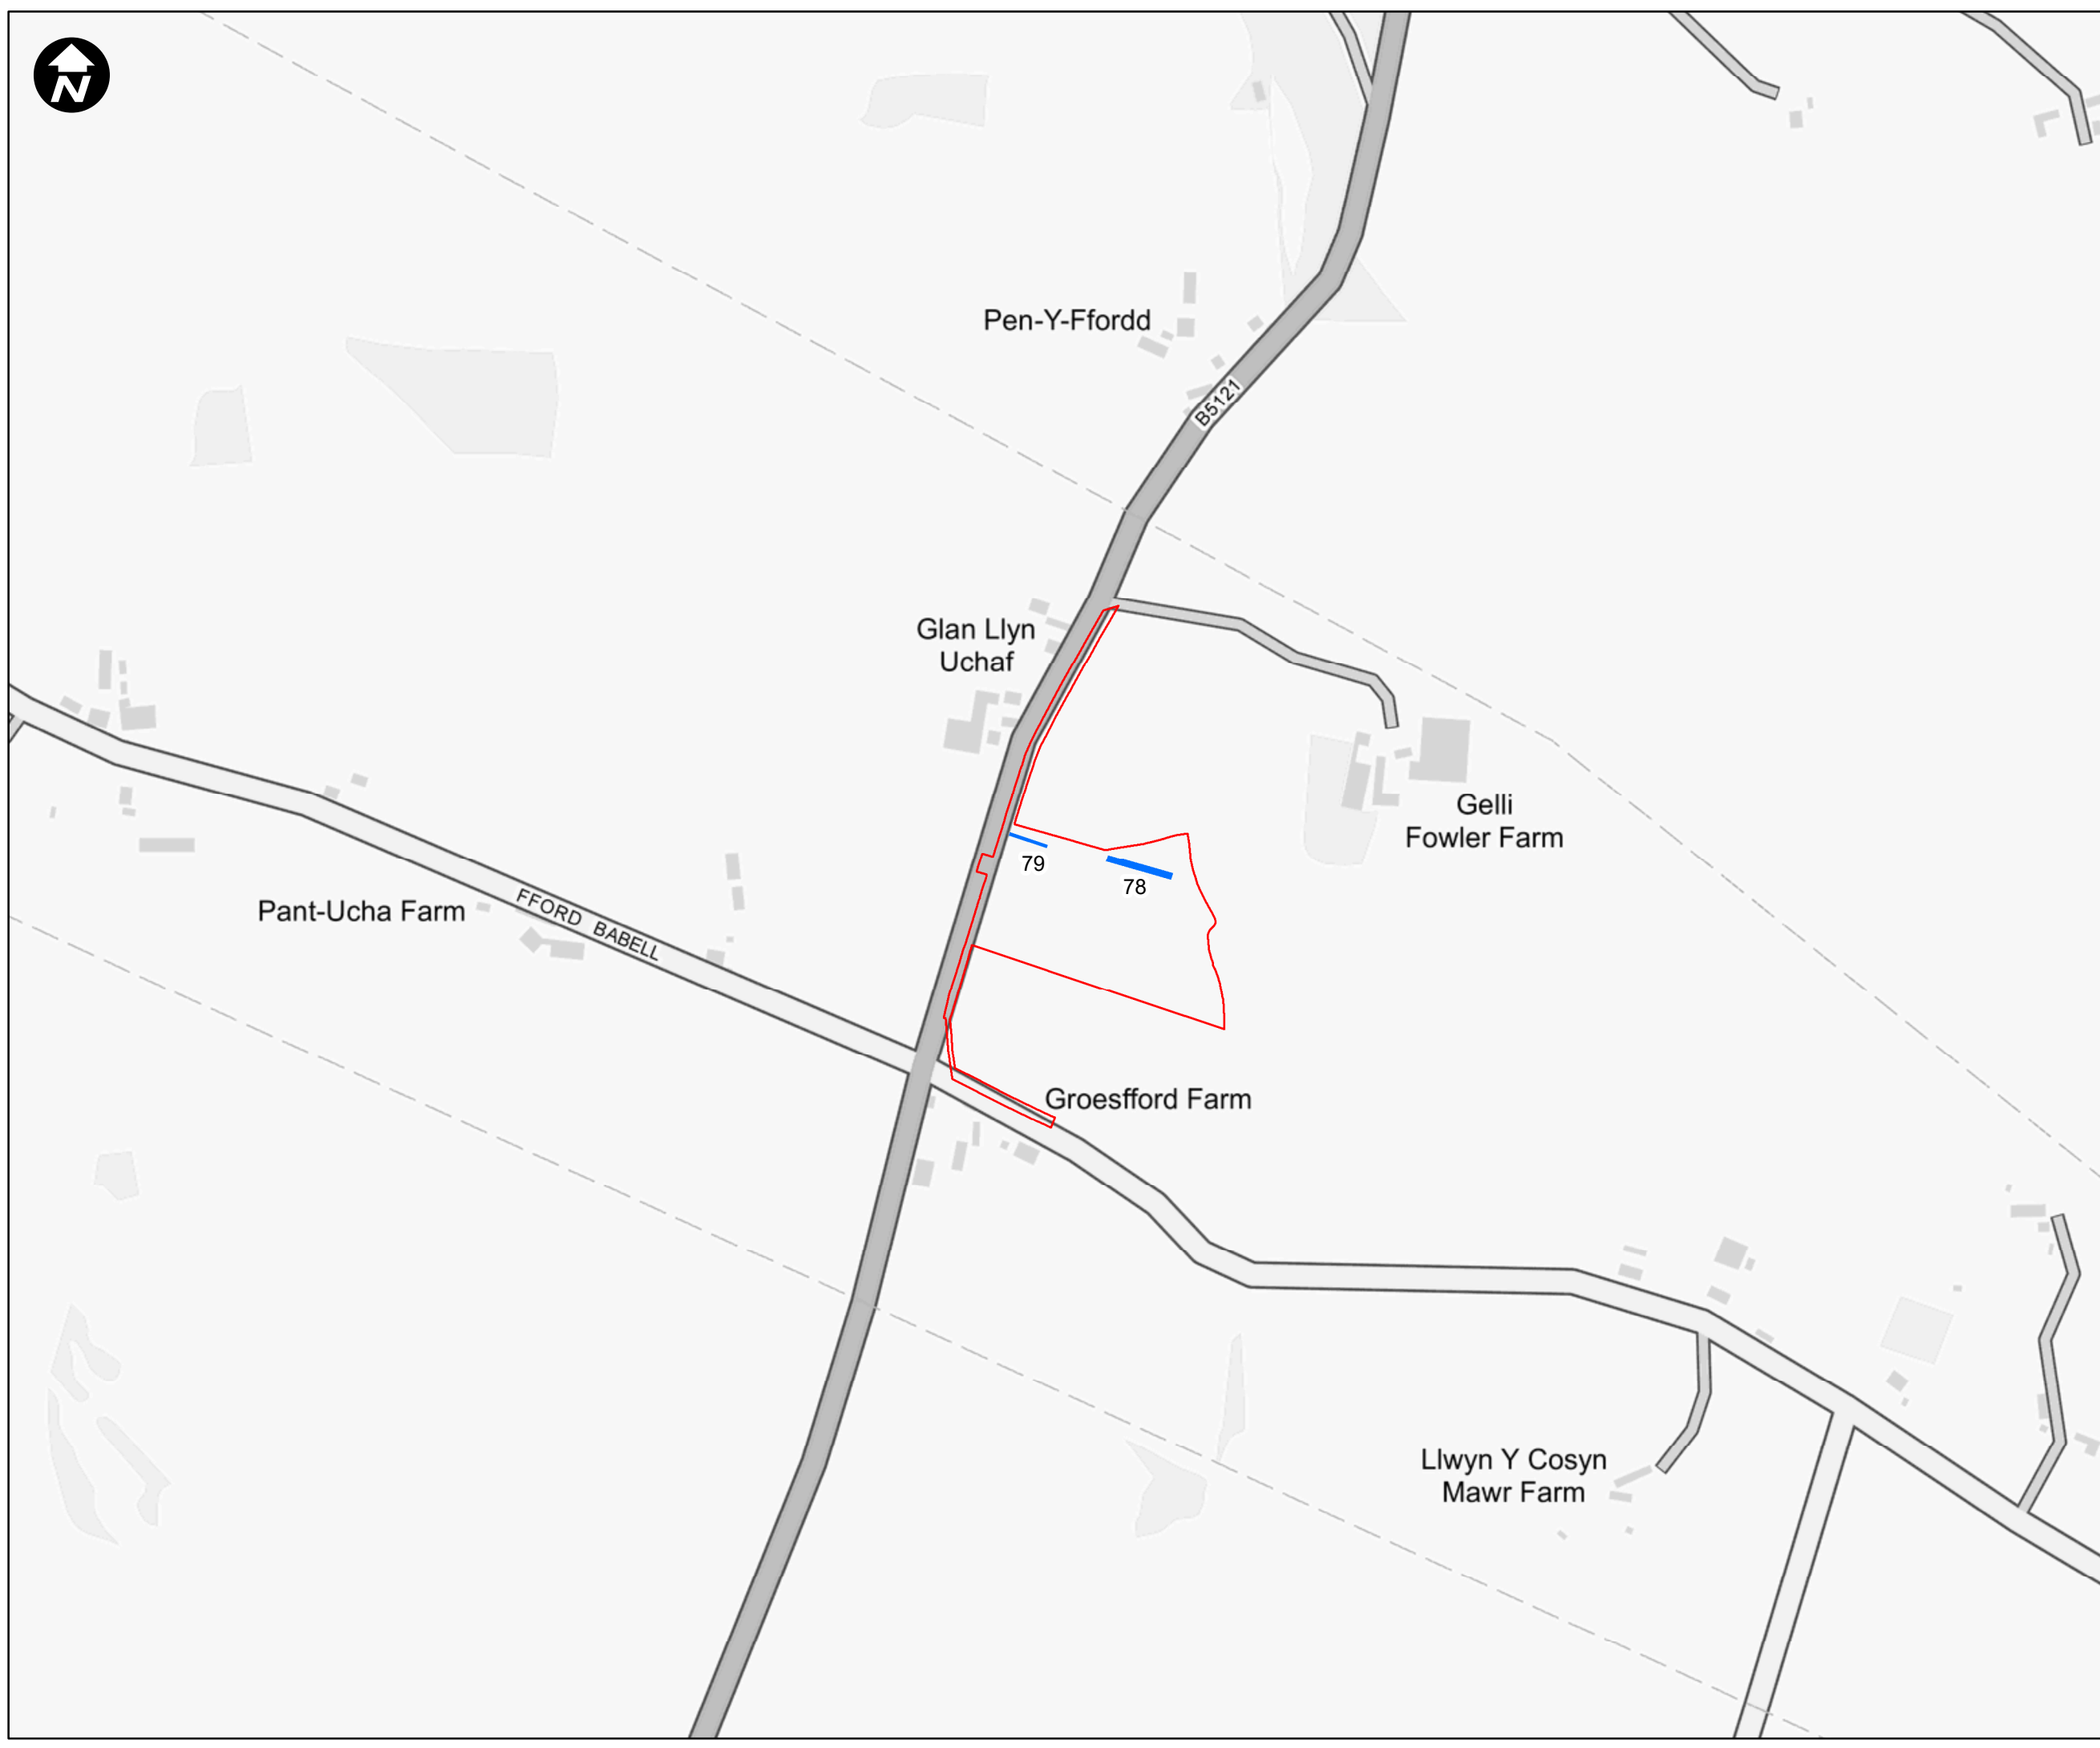 N
Pen-Y-Ffordd
B5121
Glan Llyn
Uchaf
Gelli
Fowler Farm
79
78
Pant-Ucha Farm
FFORD BABELL
Groesfford Farm
Llwyn Y Cosyn
Mawr Farm